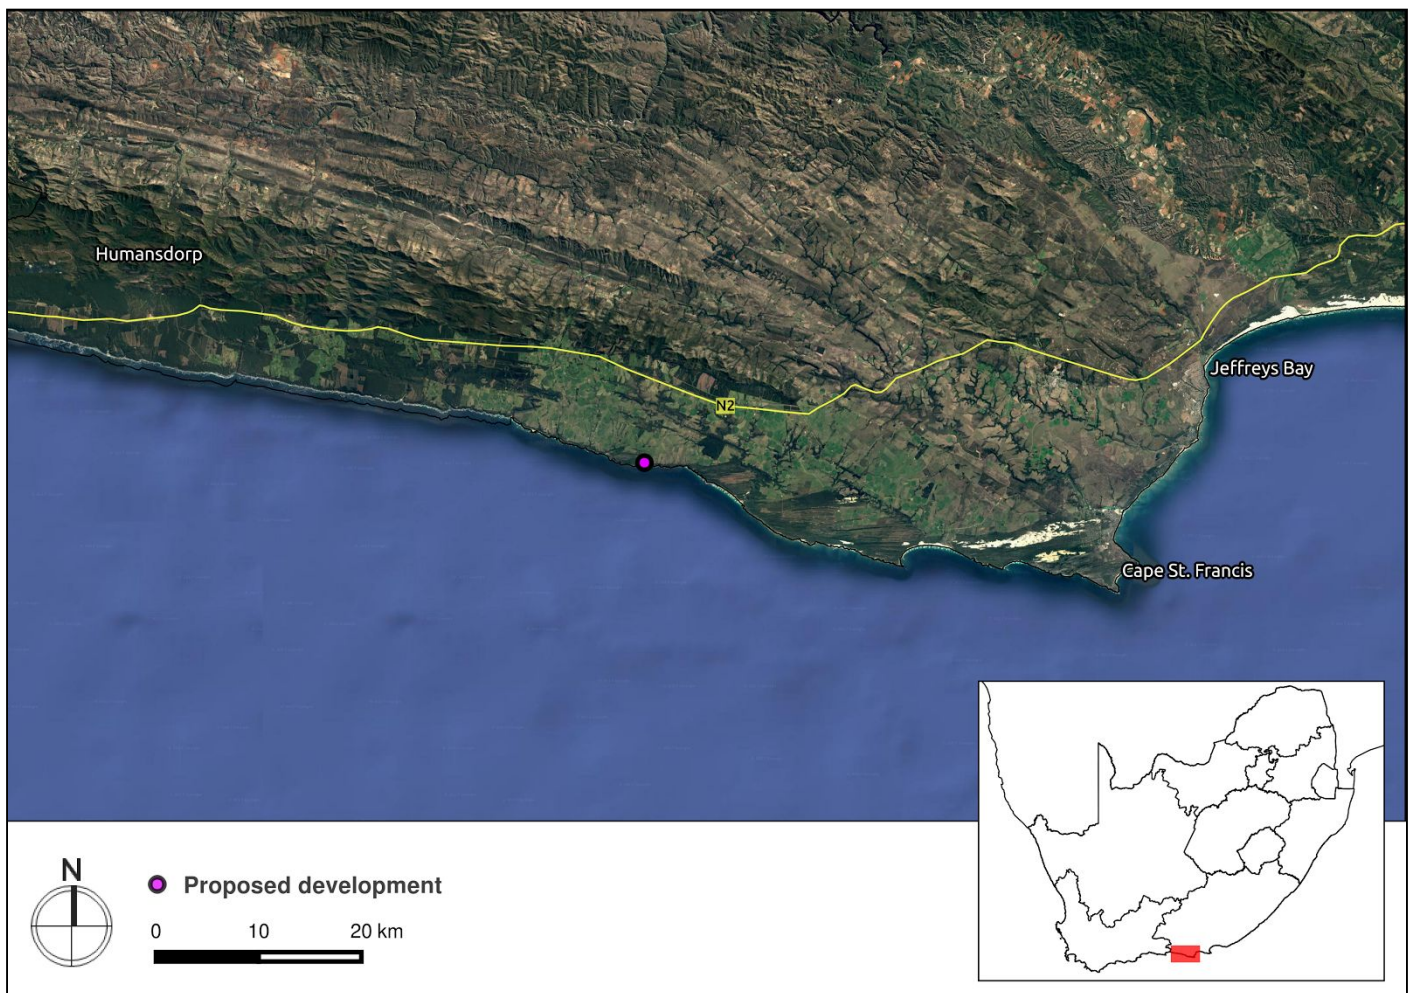 Humansdorp
Jeffreys Bay
N2
Cape St. Francis
N
Proposed development
0 10 20 km